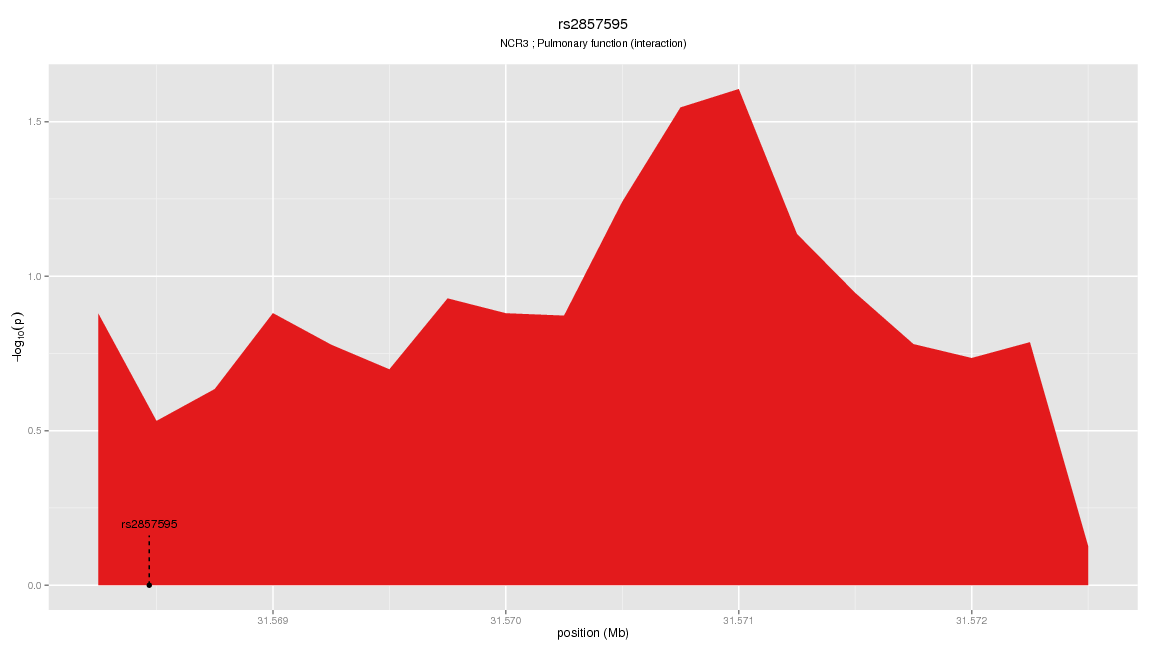 rs2857595
NCR3 ; Pulmonary function (interaction)
1.5
1.0
0.5
0.0
−log10(p)
rs2857595
31.569 31.570 31.571 31.572
position (Mb)